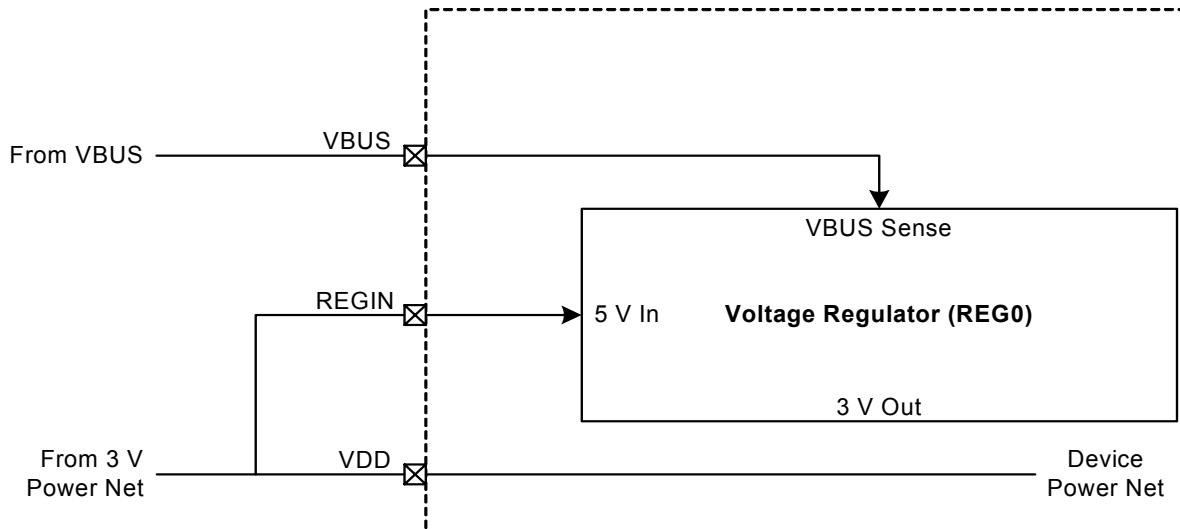 VBUS
From VBUS
VBUS Sense
REGIN
5 V In
Voltage Regulator (REG0)
3 V Out
From 3 V
Power Net
VDD
Device
Power Net